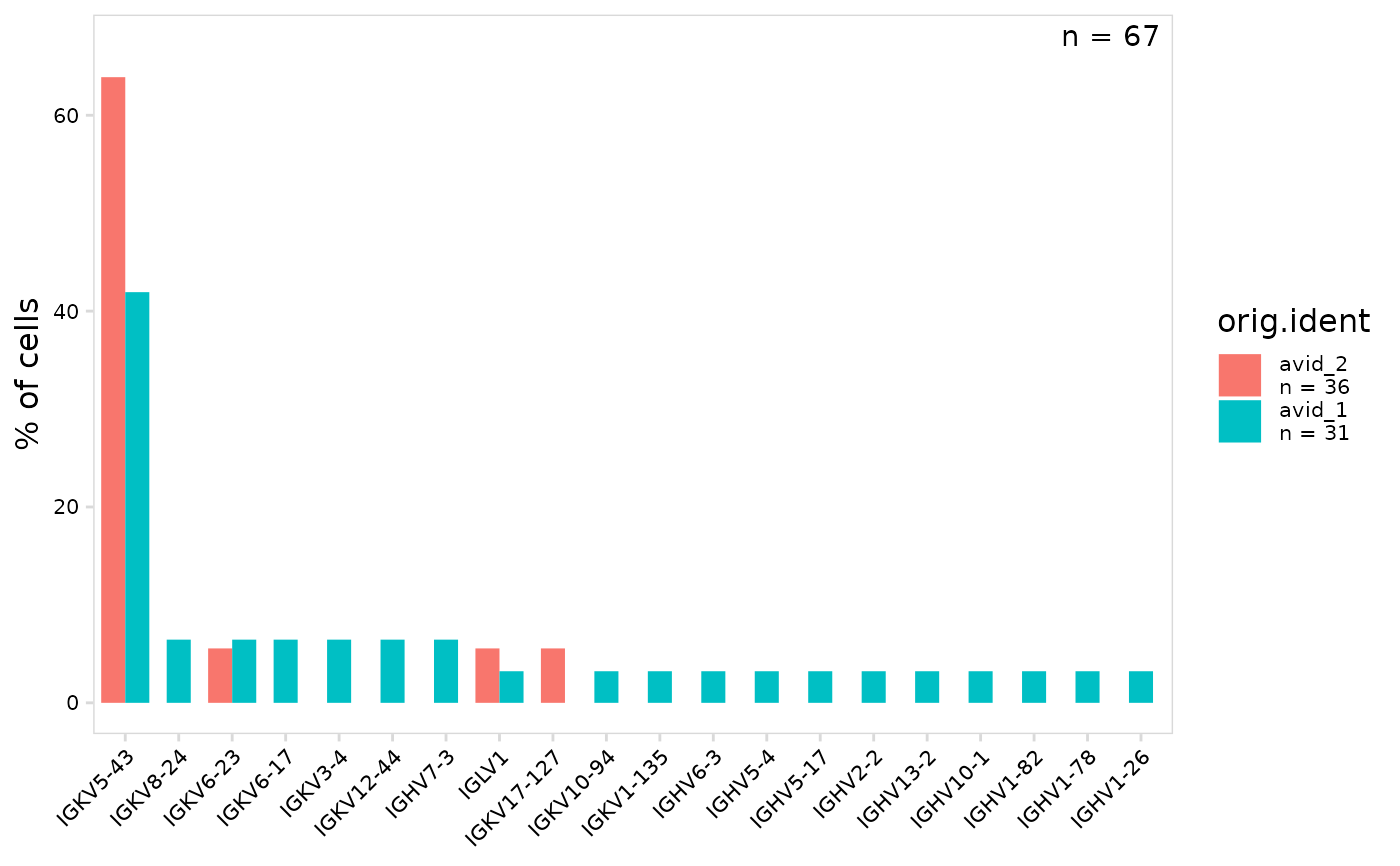 n = 67
60
40
20
0
% of cells
IGKV5-43
IGKV8-24
IGKV6-23
IGKV6-17
IGKV3-4
IGKV12-44
IGHV7-3
IGLV1
IGKV17-127
IGKV10-94
IGKV1-135
IGHV6-3
IGHV5-4
IGHV5-17
IGHV2-2
IGHV13-2
IGHV10-1
IGHV1-82
IGHV1-78
IGHV1-26
orig.ident
avid_2
n = 36
avid_1
n = 31